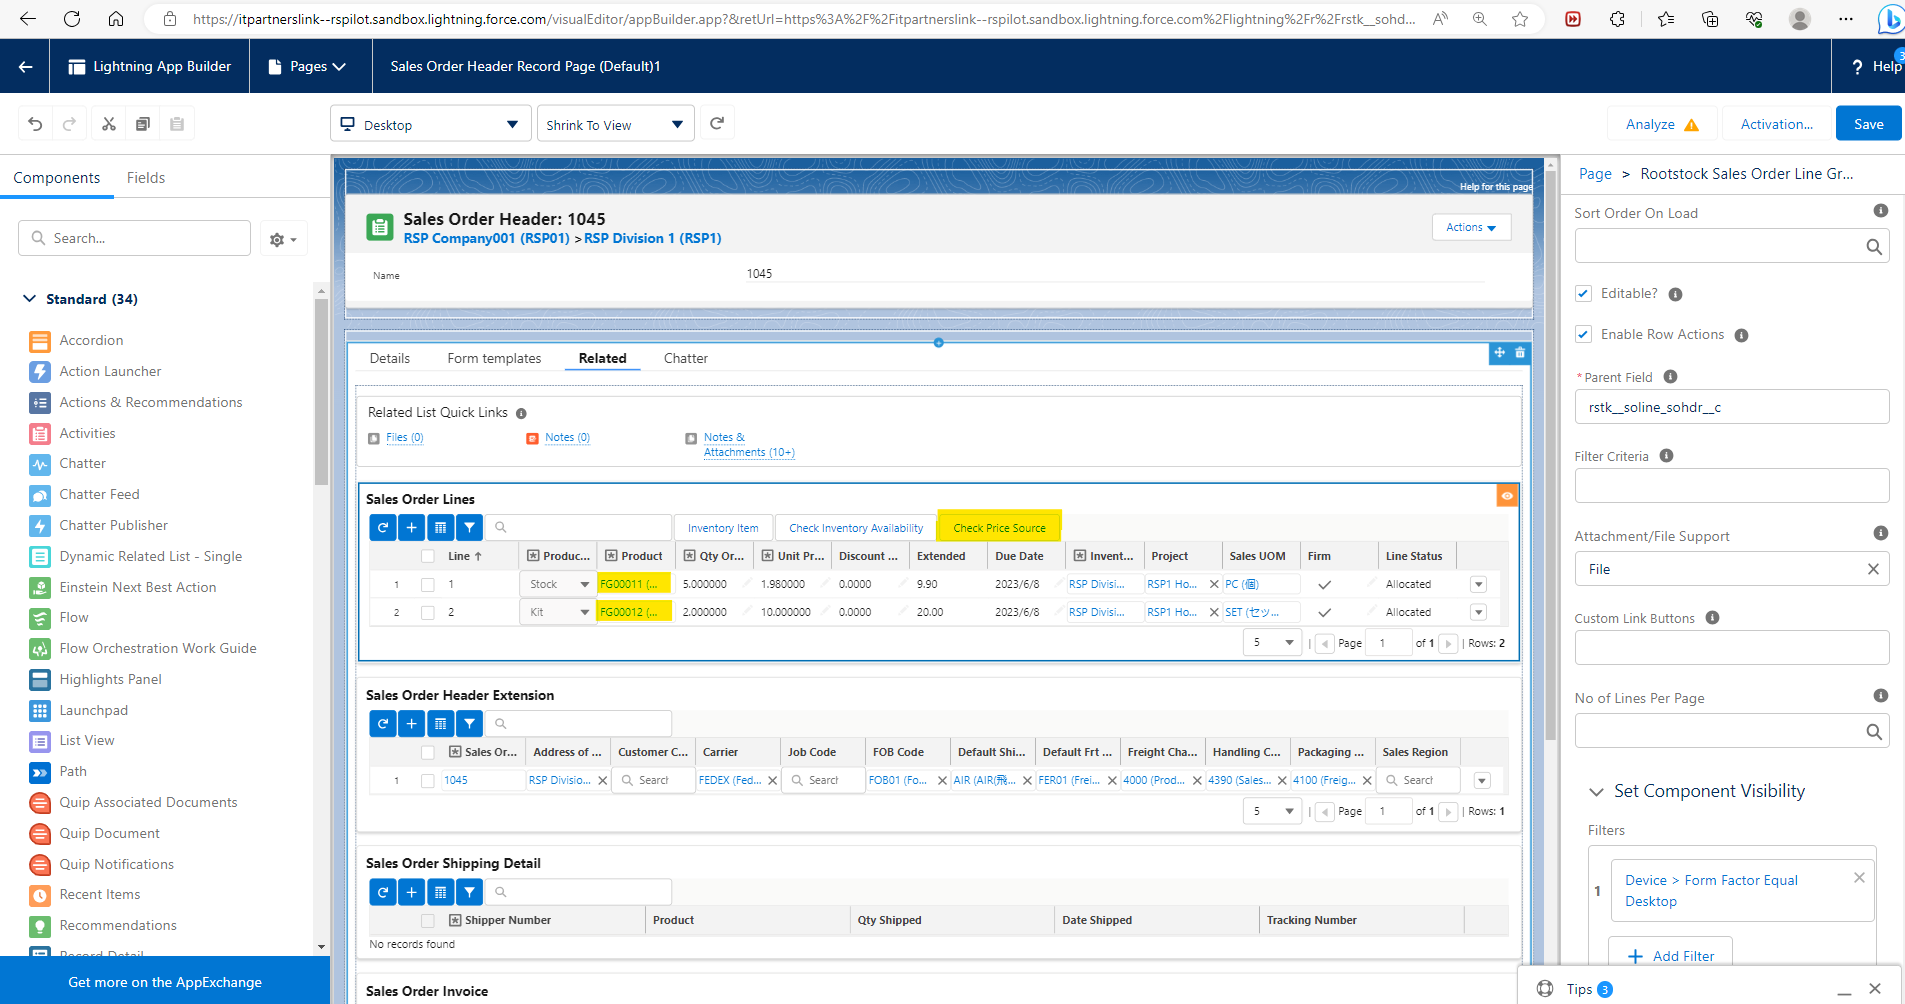 https://itpartnerslink--rspilot.sandbox.lightning.force.com/visualEditor/appBuilder.app?&retUrl=https%3A%2F%2Fitpartnerslink--rspilot.sandbox.lightning.force.com%2Flightning%2Fr%2Frstk__sohd...
Lightning App Builder
Pages
Sales Order Header Record Page (Default)1
? Help
3
Desktop
Shrink To View
Analyze
Activation...
Save
Components
Fields
Search...
Standard (34)
Accordion
Action Launcher
Actions & Recommendations
Activities
Chatter
Chatter Feed
Chatter Publisher
Dynamic Related List - Single
Einstein Next Best Action
Flow
Flow Orchestration Work Guide
Highlights Panel
Launchpad
List View
Path
Quip Associated Documents
Quip Document
Quip Notifications
Recent Items
Recommendations
Record Detail
Get more on the AppExchange
Help for this page
Sales Order Header: 1045
RSP Company001 (RSP01) >RSP Division 1 (RSP1)
Actions
Name 1045
Details Form templates Related Chatter
Related List Quick Links
Files (0) Notes (0) Notes &
Attachments (10+)
Sales Order Lines
Inventory Item Check Inventory Availability Check Price Source
Line ↑ Produc... Product Qty Or... Unit Pr... Discount ... Extended Due Date Invent... Project Sales UOM Firm Line Status
1 1 Stock FG00011 (... 5.000000 1.980000 0.0000 9.90 2023/6/8 RSP Divisi... RSP1 Ho... PC (個) Allocated
2 2 Kit FG00012 (... 2.000000 10.000000 0.0000 20.00 2023/6/8 RSP Divisi... RSP1 Ho... SET (セッ... Allocated
5 | Page 1 of 1 | Rows: 2
Sales Order Header Extension
Sales Or... Address of ... Customer C... Carrier Job Code FOB Code Default Shi... Default Frt ... Freight Cha... Handling C... Packaging ... Sales Region
1 1045 RSP Divisio... Search FEDEX (Fed... Search FOB01 (Fo... AIR (AIR(飛... FER01 (Frei... 4000 (Prod... 4390 (Sales... 4100 (Freig... Search
5 | Page 1 of 1 | Rows: 1
Sales Order Shipping Detail
Shipper Number Product Qty Shipped Date Shipped Tracking Number
No records found
Sales Order Invoice
Page > Rootstock Sales Order Line Gr...
Sort Order On Load
Editable?
Enable Row Actions
*Parent Field
rstk__soline_sohdr__c
Filter Criteria
Attachment/File Support
File
Custom Link Buttons
No of Lines Per Page
Set Component Visibility
Filters
1 Device > Form Factor Equal
Desktop
+ Add Filter
Tips 3